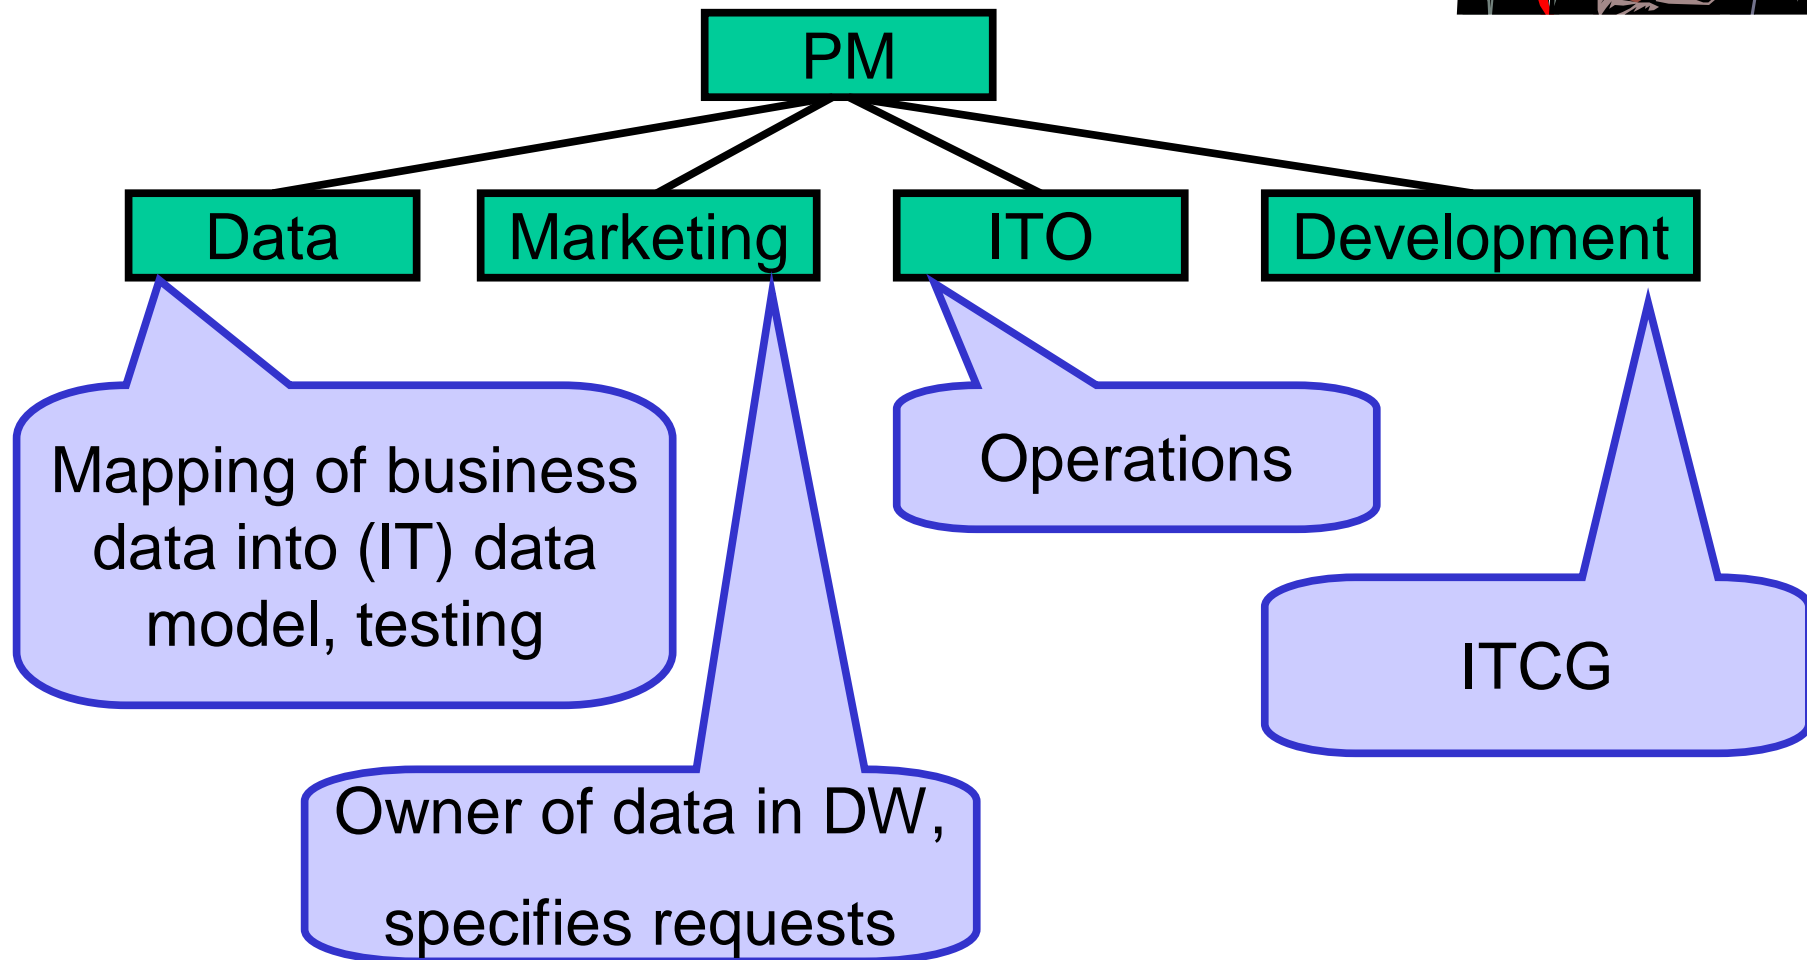 PM
Data
Marketing
ITO
Development
Mapping of business
data into (IT) data
model, testing
Operations
ITCG
Owner of data in DW,
specifies requests